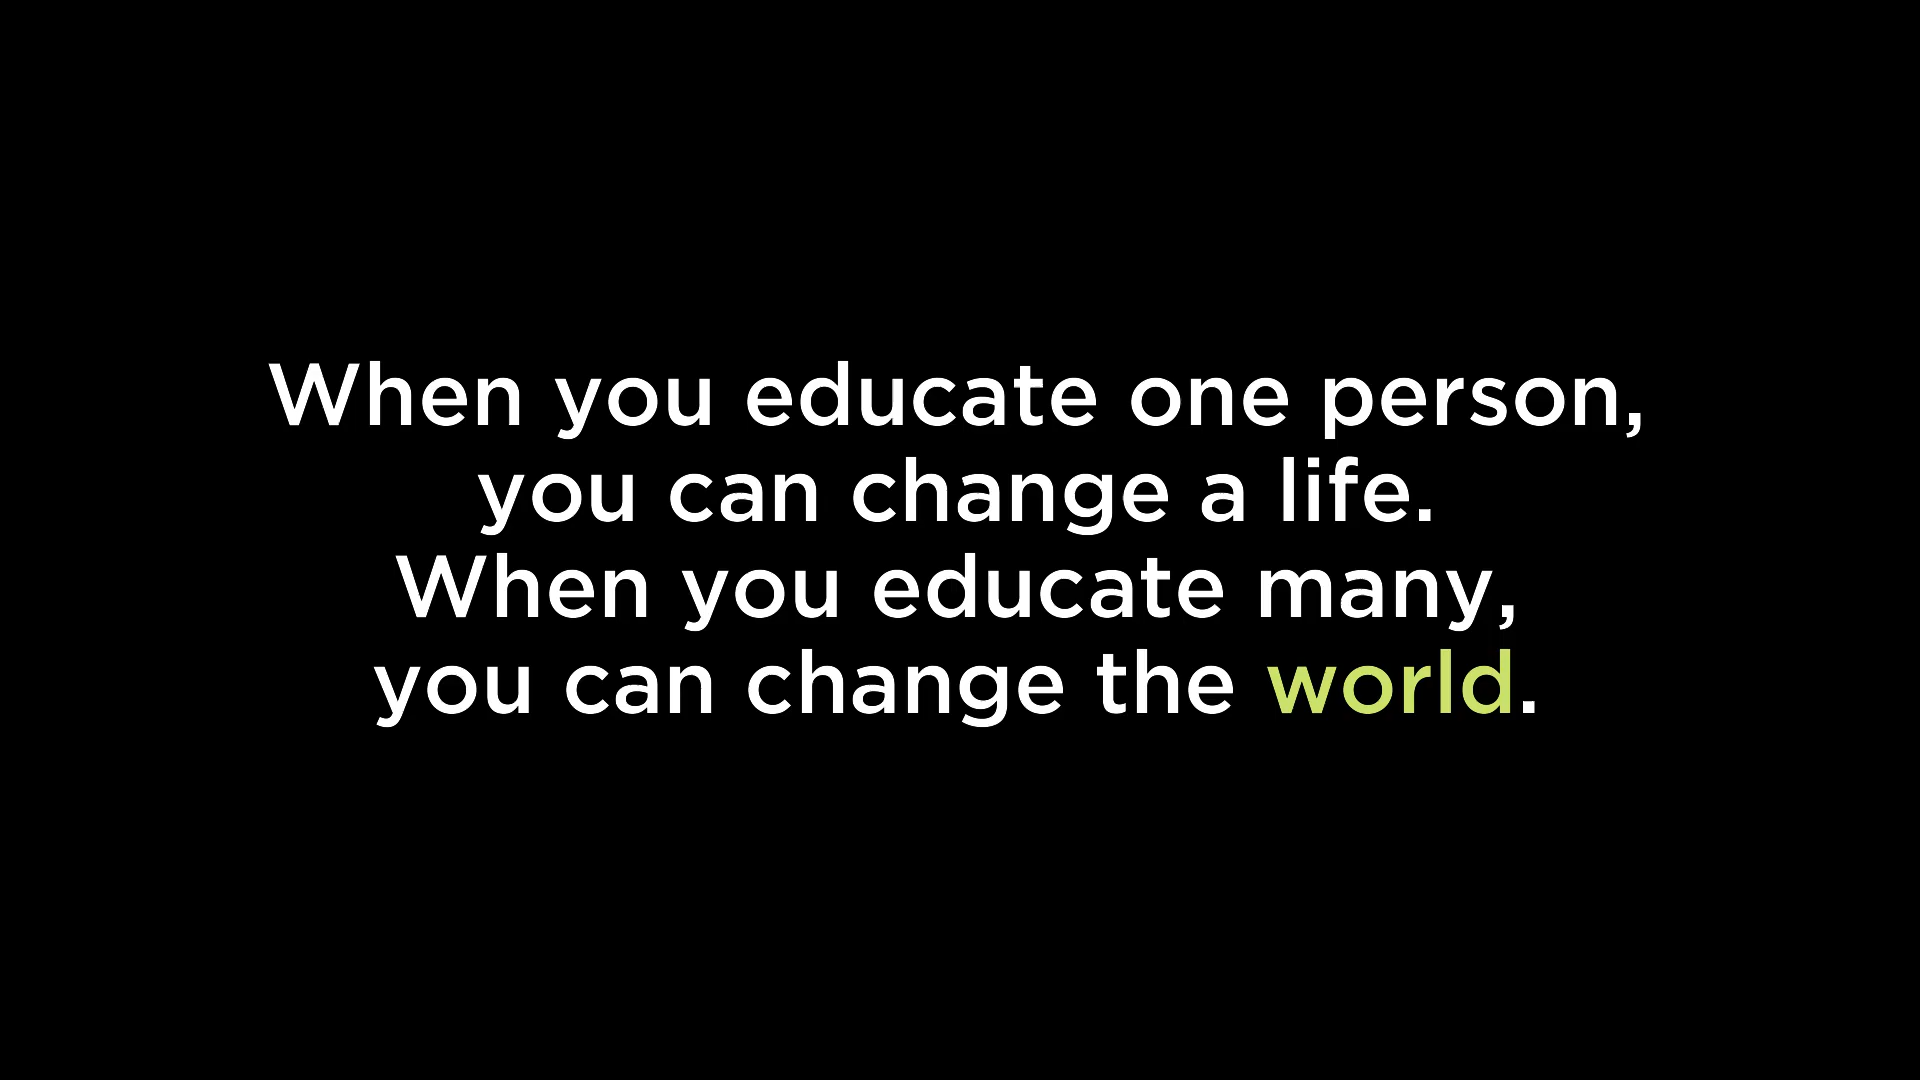 When you educate one person,
you can change a life.
When you educate many,
you can change the world.